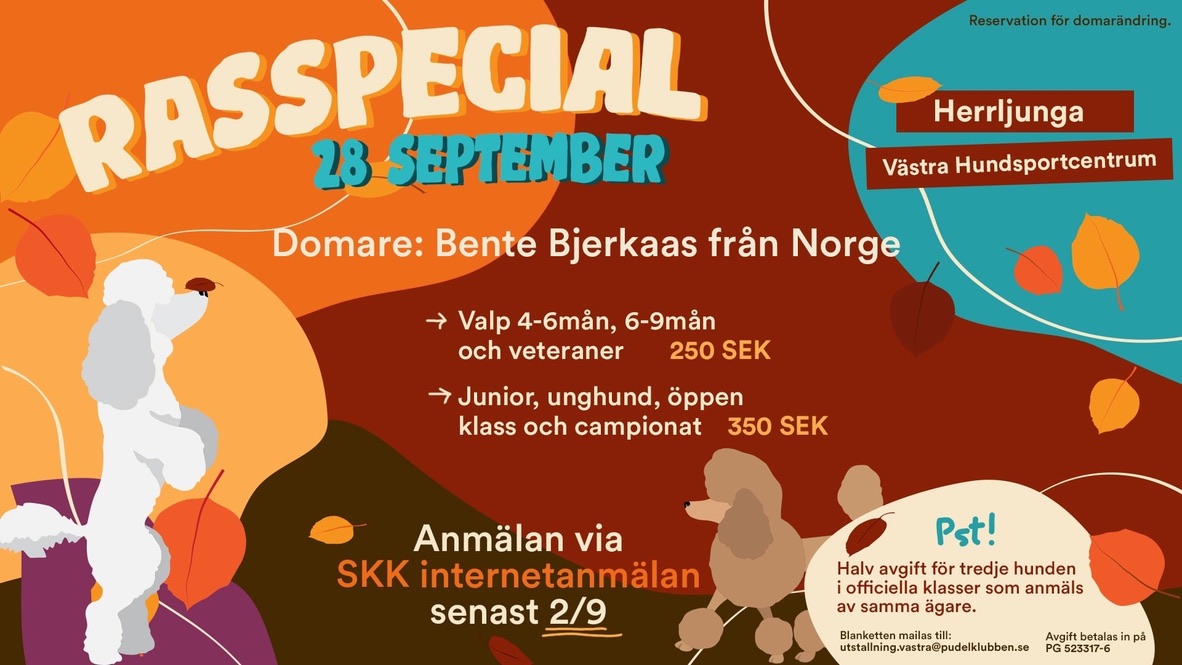 Reservation för domarändring.
RASSPECIAL
28 SEPTEMBER
Herrljunga
Västra Hundsportcentrum
Domare: Bente Bjerkaas från Norge
→ Valp 4-6mån, 6-9mån
och veteraner 250 SEK
→ Junior, unghund, öppen
klass och campionat 350 SEK
Anmälan via
SKK internetanmälan
senast 2/9
Pst!
Halv avgift för tredje hunden
i officiella klasser som anmäls
av samma ägare.
Blanketten mailas till:
utstallning.vastra@pudelklubben.se
Avgift betalas in på
PG 523317-6